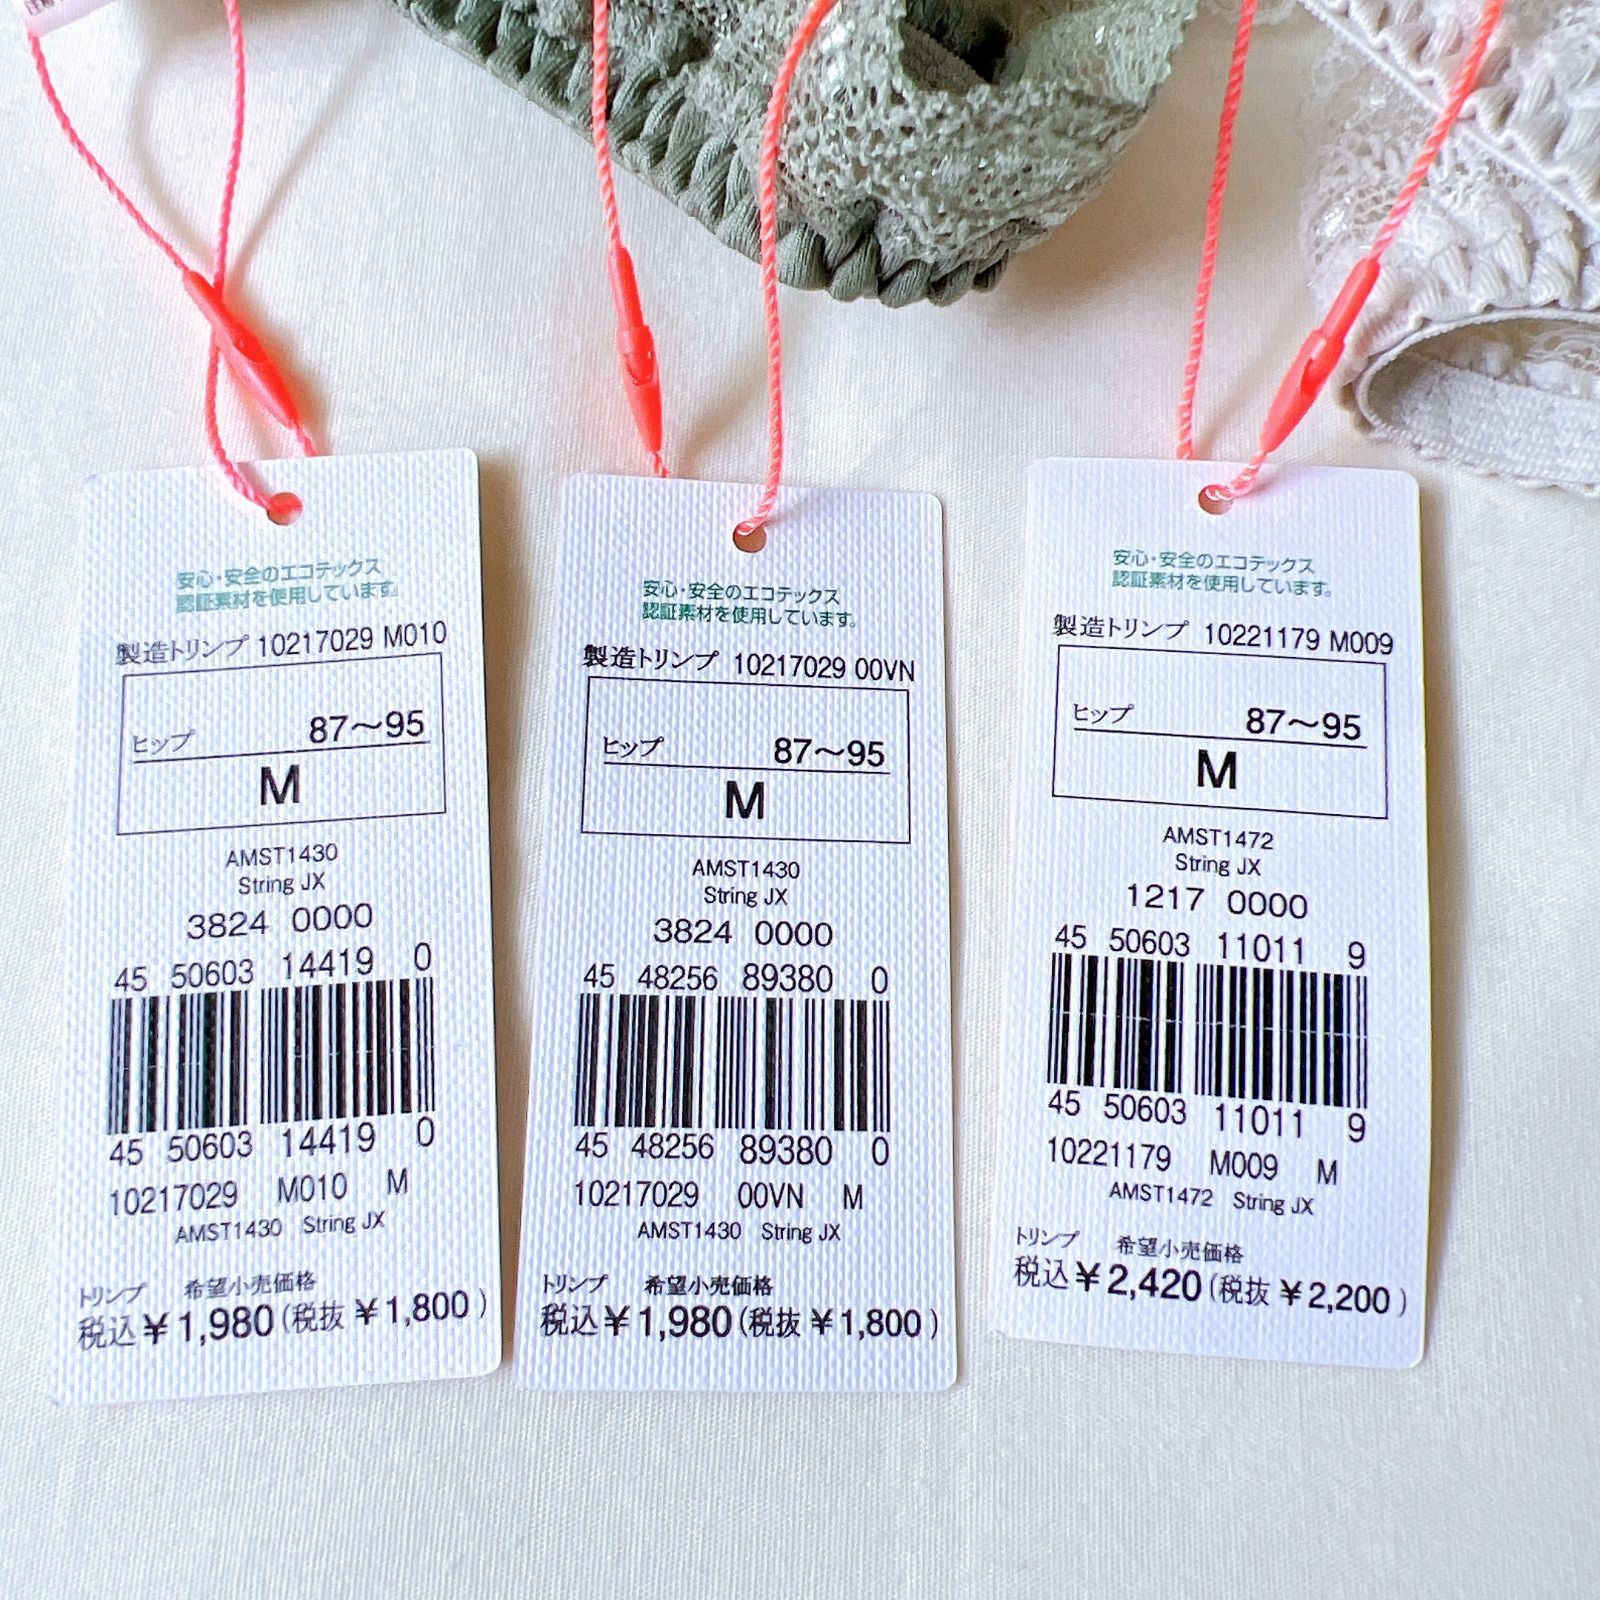 安心・安全のエコテックス
認証素材を使用しています。
製造トリンプ 10217029 M010
ヒップ 87〜95
M
AMST1430
String JX
3824 0000
45 50603 14419 0
45 50603 14419 0
10217029 M010 M
AMST1430 String JX
トリンプ 希望小売価格
税込¥1,980(税抜¥1,800)
安心・安全のエコテックス
認証素材を使用しています。
製造トリンプ 10217029 00VN
ヒップ 87〜95
M
AMST1430
String JX
3824 0000
45 48256 89380 0
45 48256 89380 0
10217029 00VN M
AMST1430 String JX
トリンプ 希望小売価格
税込¥1,980(税抜¥1,800)
安心・安全のエコテックス
認証素材を使用しています。
製造トリンプ 10221179 M009
ヒップ 87〜95
M
AMST1472
String JX
1217 0000
45 50603 11011 9
45 50603 11011 9
10221179 M009 M
AMST1472 String JX
トリンプ 希望小売価格
税込¥2,420(税抜¥2,200)